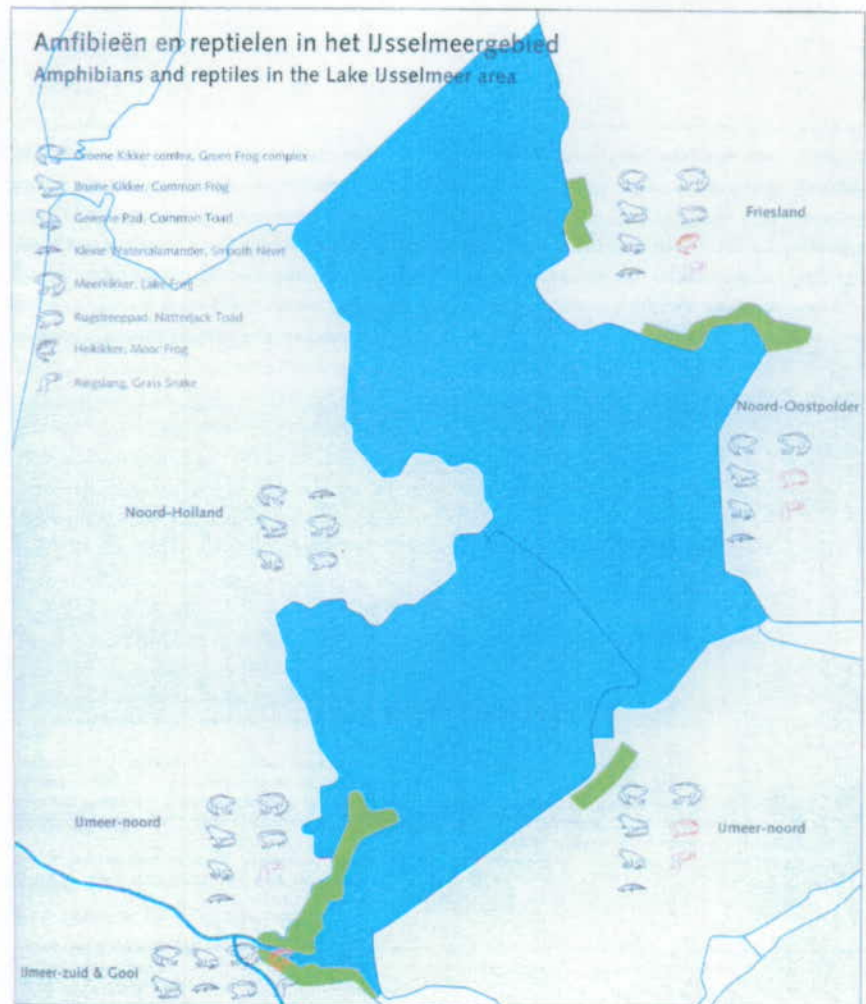 Amfibieën en reptielen in het IJsselmeergebied
Amphibians and reptiles in the Lake IJsselmeer area
Groene Kikker complex, Green Frog complex
Bruine Kikker, Common Frog
Gewone Pad, Common Toad
Kleine Watersalamander, Smooth Newt
Meerkikker, Lake Frog
Rugstreeppad, Natterjack Toad
Heikikker, Moor Frog
Ringslang, Grass Snake
Friesland
Noord-Oostpolder
Noord-Holland
IJmeer-noord
IJmeer-noord
IJmeer-zuid & Gooi